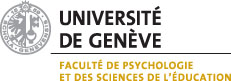 UNIVERSITÉ
DE GENÈVE
FACULTÉ DE PSYCHOLOGIE
ET DES SCIENCES DE L'ÉDUCATION